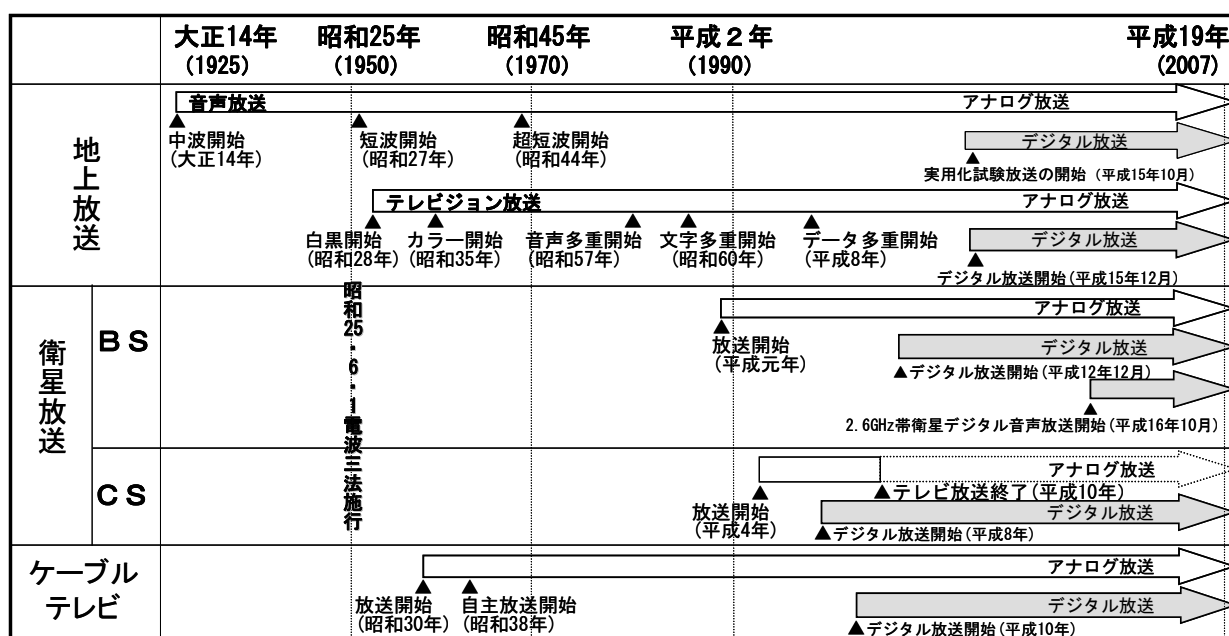 大正14年 昭和25年 昭和45年 平成２年 平成19年
(1925) (1950) (1970) (1990) (2007)
地上放送
音声放送 アナログ放送
中波開始 短波開始 超短波開始
(大正14年) (昭和27年) (昭和44年)
デジタル放送
▲
実用化試験放送の開始 (平成15年10月)
テレビジョン放送 アナログ放送
白黒開始 カラー開始 音声多重開始 文字多重開始 データ多重開始
(昭和28年) (昭和35年) (昭和57年) (昭和60年) (平成8年)
デジタル放送
デジタル放送開始(平成15年12月)
昭和25・6・1電波三法施行
衛星放送
ＢＳ
アナログ放送
放送開始
(平成元年)
デジタル放送
▲デジタル放送開始(平成12年12月)
2.6GHz帯衛星デジタル音声放送開始(平成16年10月)
ＣＳ
アナログ放送
▲テレビ放送終了(平成10年)
放送開始
(平成4年)
デジタル放送
▲デジタル放送開始(平成8年)
ケーブル
テレビ
アナログ放送
放送開始 自主放送開始
(昭和30年) (昭和38年)
デジタル放送
▲デジタル放送開始(平成10年)